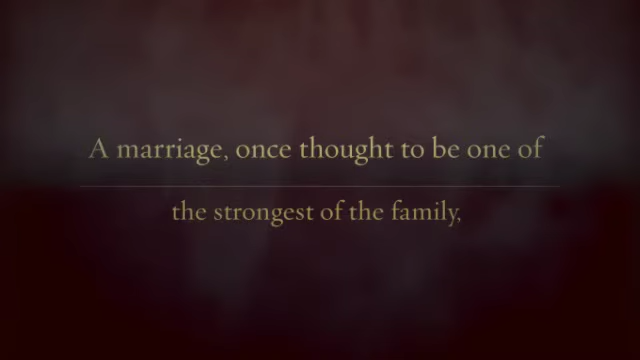 A marriage, once thought to be one of
the strongest of the family,